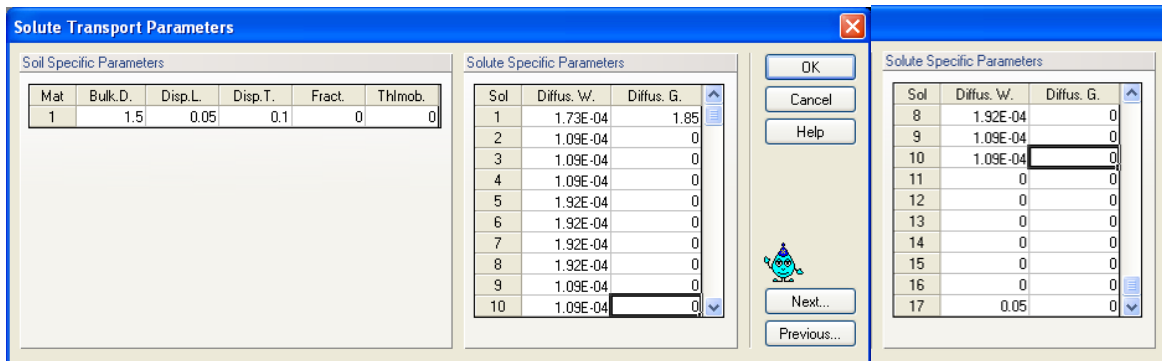 Solute Transport Parameters
Soil Specific Parameters
Mat Bulk.D. Disp.L. Disp.T. Fract. ThImob.
1 1.5 0.05 0.1 0 0
Solute Specific Parameters
Sol Diffus. W. Diffus. G.
1 1.73E-04 1.85
2 1.09E-04 0
3 1.09E-04 0
4 1.09E-04 0
5 1.92E-04 0
6 1.92E-04 0
7 1.92E-04 0
8 1.92E-04 0
9 1.09E-04 0
10 1.09E-04 0
OK
Cancel
Help
Next...
Previous...
Solute Specific Parameters
Sol Diffus. W. Diffus. G.
8 1.92E-04 0
9 1.09E-04 0
10 1.09E-04 0
11 0 0
12 0 0
13 0 0
14 0 0
15 0 0
16 0 0
17 0.05 0